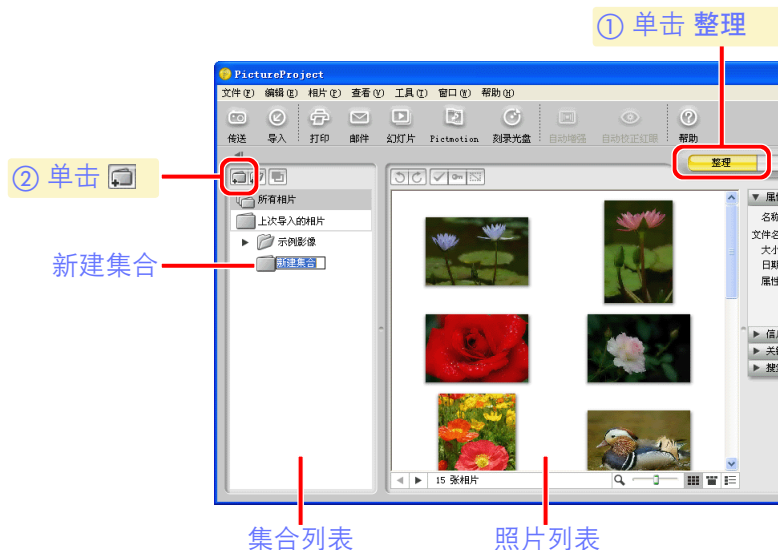 ① 单击 整理
PictureProject
文件(F) 编辑(E) 相片(P) 查看(V) 工具(T) 窗口(W) 帮助(H)
传送 导入 打印 邮件 幻灯片 Pictmotion 刻录光盘 自动增强 自动校正红眼 帮助
整理
② 单击
所有相片
上次导入的相片
示例影像
新建集合
新建集合
属
名称
文件名
大小
日期
属性
信
关键
搜
15 张相片
集合列表
照片列表